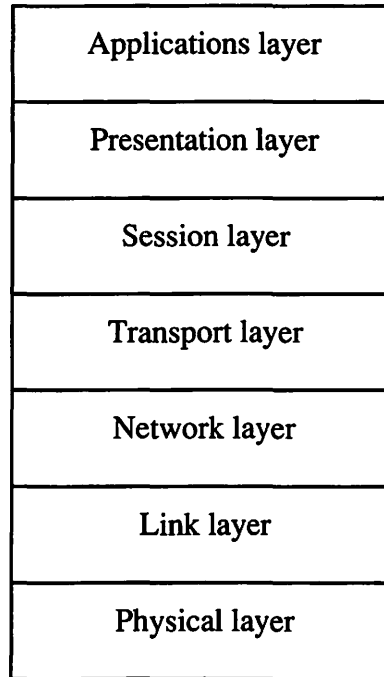 Applications layer
Presentation layer
Session layer
Transport layer
Network layer
Link layer
Physical layer